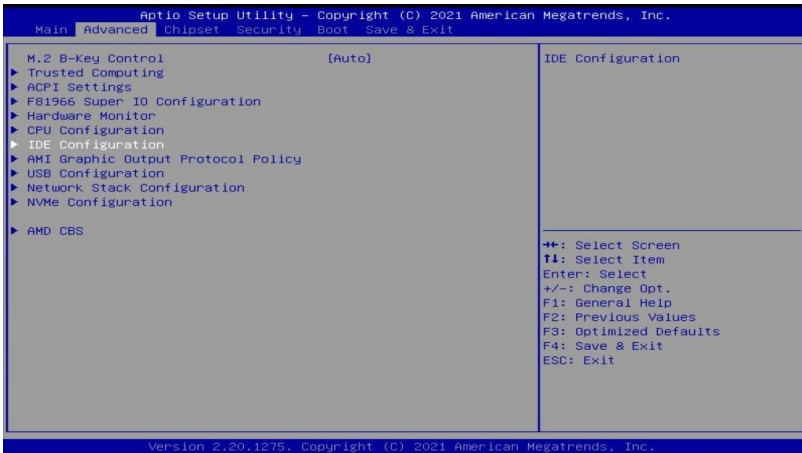 Aptio Setup Utility – Copyright (C) 2021 American Megatrends, Inc.
Main Advanced Chipset Security Boot Save & Exit
M.2 B-Key Control [Auto]
► Trusted Computing
► ACPI Settings
► F81966 Super IO Configuration
► Hardware Monitor
► CPU Configuration
► IDE Configuration
► AMI Graphic Output Protocol Policy
► USB Configuration
► Network Stack Configuration
► NVMe Configuration
► AMD CBS
IDE Configuration
→←: Select Screen
↑↓: Select Item
Enter: Select
+/-: Change Opt.
F1: General Help
F2: Previous Values
F3: Optimized Defaults
F4: Save & Exit
ESC: Exit
Version 2.20.1275. Copyright (C) 2021 American Megatrends, Inc.